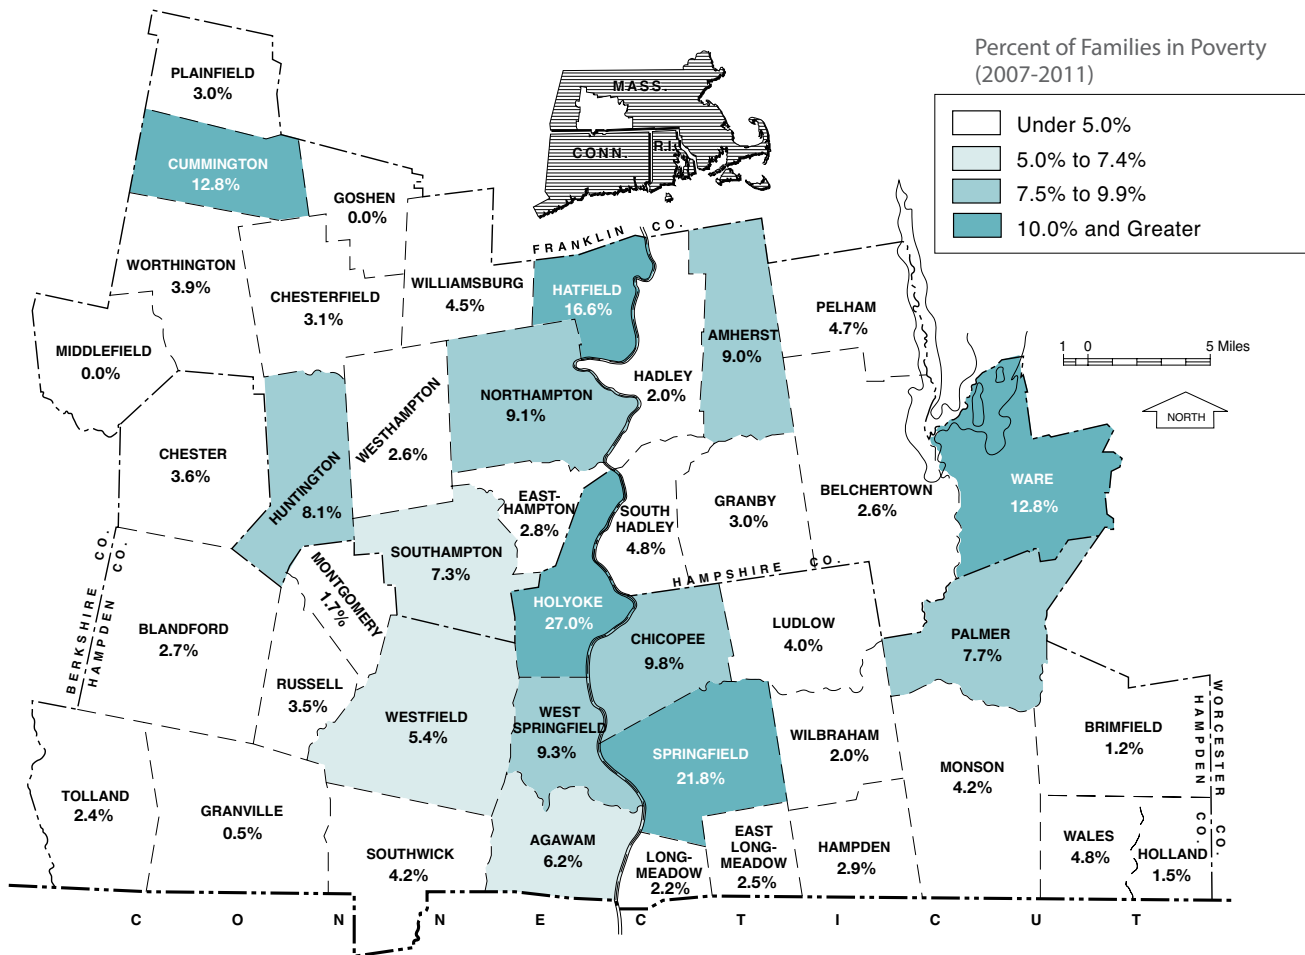 Percent of Families in Poverty
(2007-2011)
Under 5.0%
5.0% to 7.4%
7.5% to 9.9%
10.0% and Greater
MASS.
CONN.
R.I.
1 0 5 Miles
NORTH
FRANKLIN CO.
PLAINFIELD
3.0%
CUMMINGTON
12.8%
GOSHEN
0.0%
WORTHINGTON
3.9%
CHESTERFIELD
3.1%
WILLIAMSBURG
4.5%
HATFIELD
16.6%
AMHERST
9.0%
PELHAM
4.7%
MIDDLEFIELD
0.0%
HADLEY
2.0%
NORTHAMPTON
9.1%
WESTHAMPTON
2.6%
CHESTER
3.6%
HUNTINGTON
8.1%
EAST-
HAMPTON
2.8%
SOUTH
HADLEY
4.8%
GRANBY
3.0%
BELCHERTOWN
2.6%
WARE
12.8%
SOUTHAMPTON
7.3%
HAMPSHIRE CO.
BERKSHIRE CO.
HAMPDEN CO.
MONTGOMERY
1.7%
HOLYOKE
27.0%
BLANDFORD
2.7%
CHICOPEE
9.8%
LUDLOW
4.0%
PALMER
7.7%
RUSSELL
3.5%
WESTFIELD
5.4%
WEST
SPRINGFIELD
9.3%
SPRINGFIELD
21.8%
WILBRAHAM
2.0%
MONSON
4.2%
BRIMFIELD
1.2%
HAMPDEN CO.
WORCESTER CO.
TOLLAND
2.4%
GRANVILLE
0.5%
SOUTHWICK
4.2%
AGAWAM
6.2%
LONG-
MEADOW
2.2%
EAST
LONG-
MEADOW
2.5%
HAMPDEN
2.9%
WALES
4.8%
HOLLAND
1.5%
CONNECTICUT